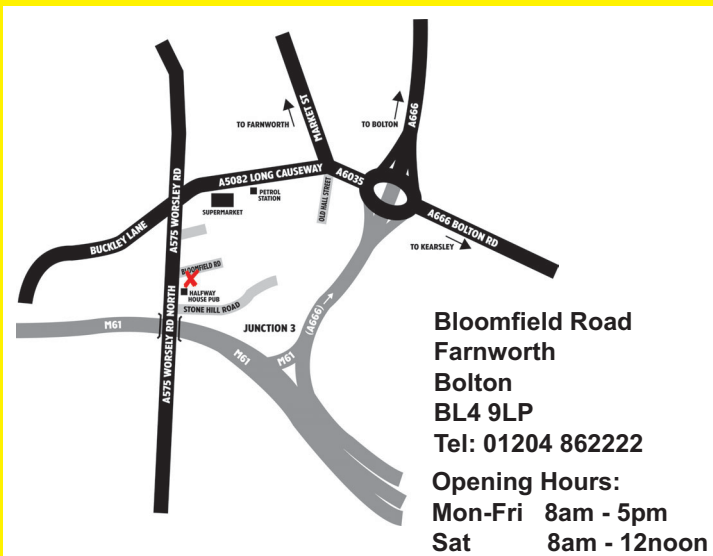 TO FARNWORTH
MARKET ST
TO BOLTON
A666
A5082 LONG CAUSEWAY
A6035
PETROL
STATION
SUPERMARKET
OLD HALL STREET
A575 WORSLEY RD
BUCKLEY LANE
A666 BOLTON RD
TO KEARSLEY
BLOOMFIELD RD
HALFWAY
HOUSE PUB
STONE HILL ROAD
M61
A575 WORSELY RD NORTH
JUNCTION 3
(A666)
M61
M61
Bloomfield Road
Farnworth
Bolton
BL4 9LP
Tel: 01204 862222
Opening Hours:
Mon-Fri 8am - 5pm
Sat 8am - 12noon